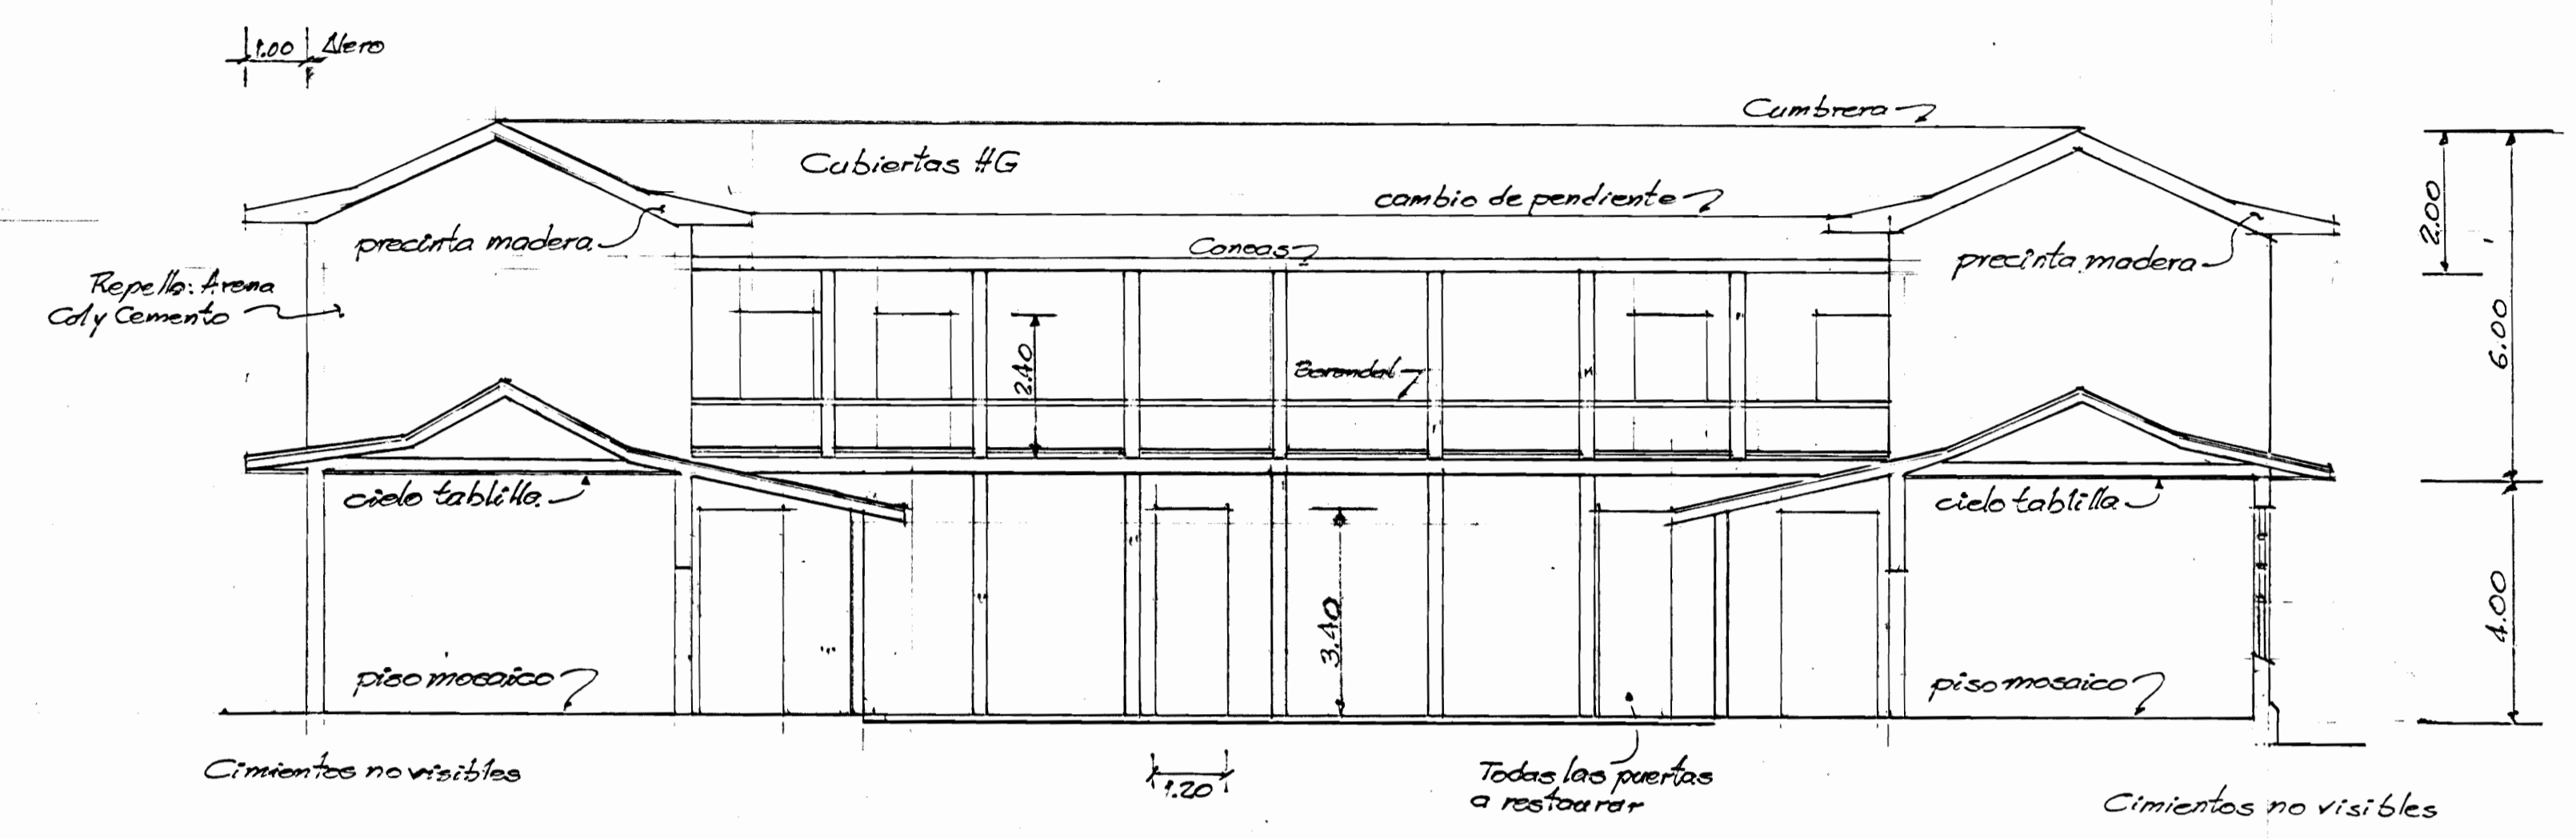 1.00 Alero
Cumbrera
Cubiertas HG
cambio de pendiente
2.00
precinta madera
Canoas
precinta madera
Repello: Arena
Cal y Cemento
6.00
2.40
Barandal
cielo tablilla
cielo tablilla
3.40
4.00
piso mosaico
piso mosaico
Cimientos no visibles
1.20
Todas las puertas
a restaurar
Cimientos no visibles